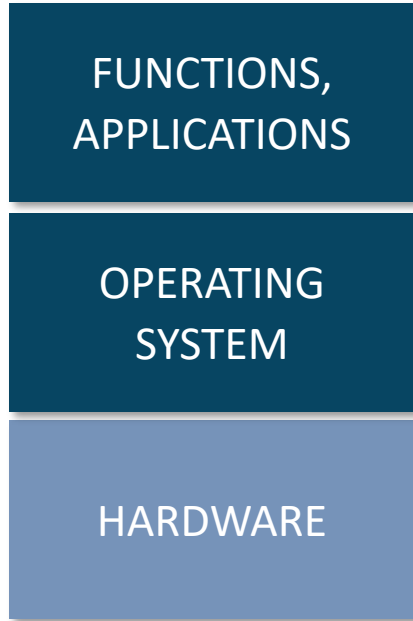 FUNCTIONS,
APPLICATIONS
OPERATING
SYSTEM
HARDWARE